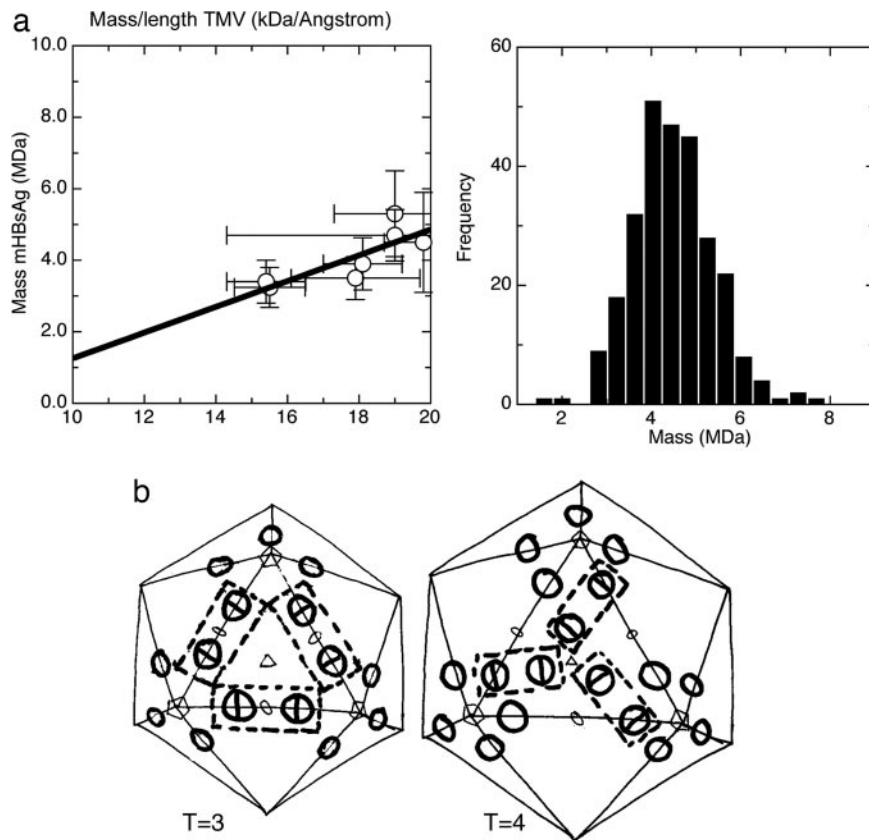 a
Mass/length TMV (kDa/Angstrom)
10.0
8.0
6.0
4.0
2.0
0.0
Mass mHBsAg (MDa)
10 12 14 16 18 20
60
40
20
0
Frequency
2 4 6 8
Mass (MDa)
b
T=3 T=4